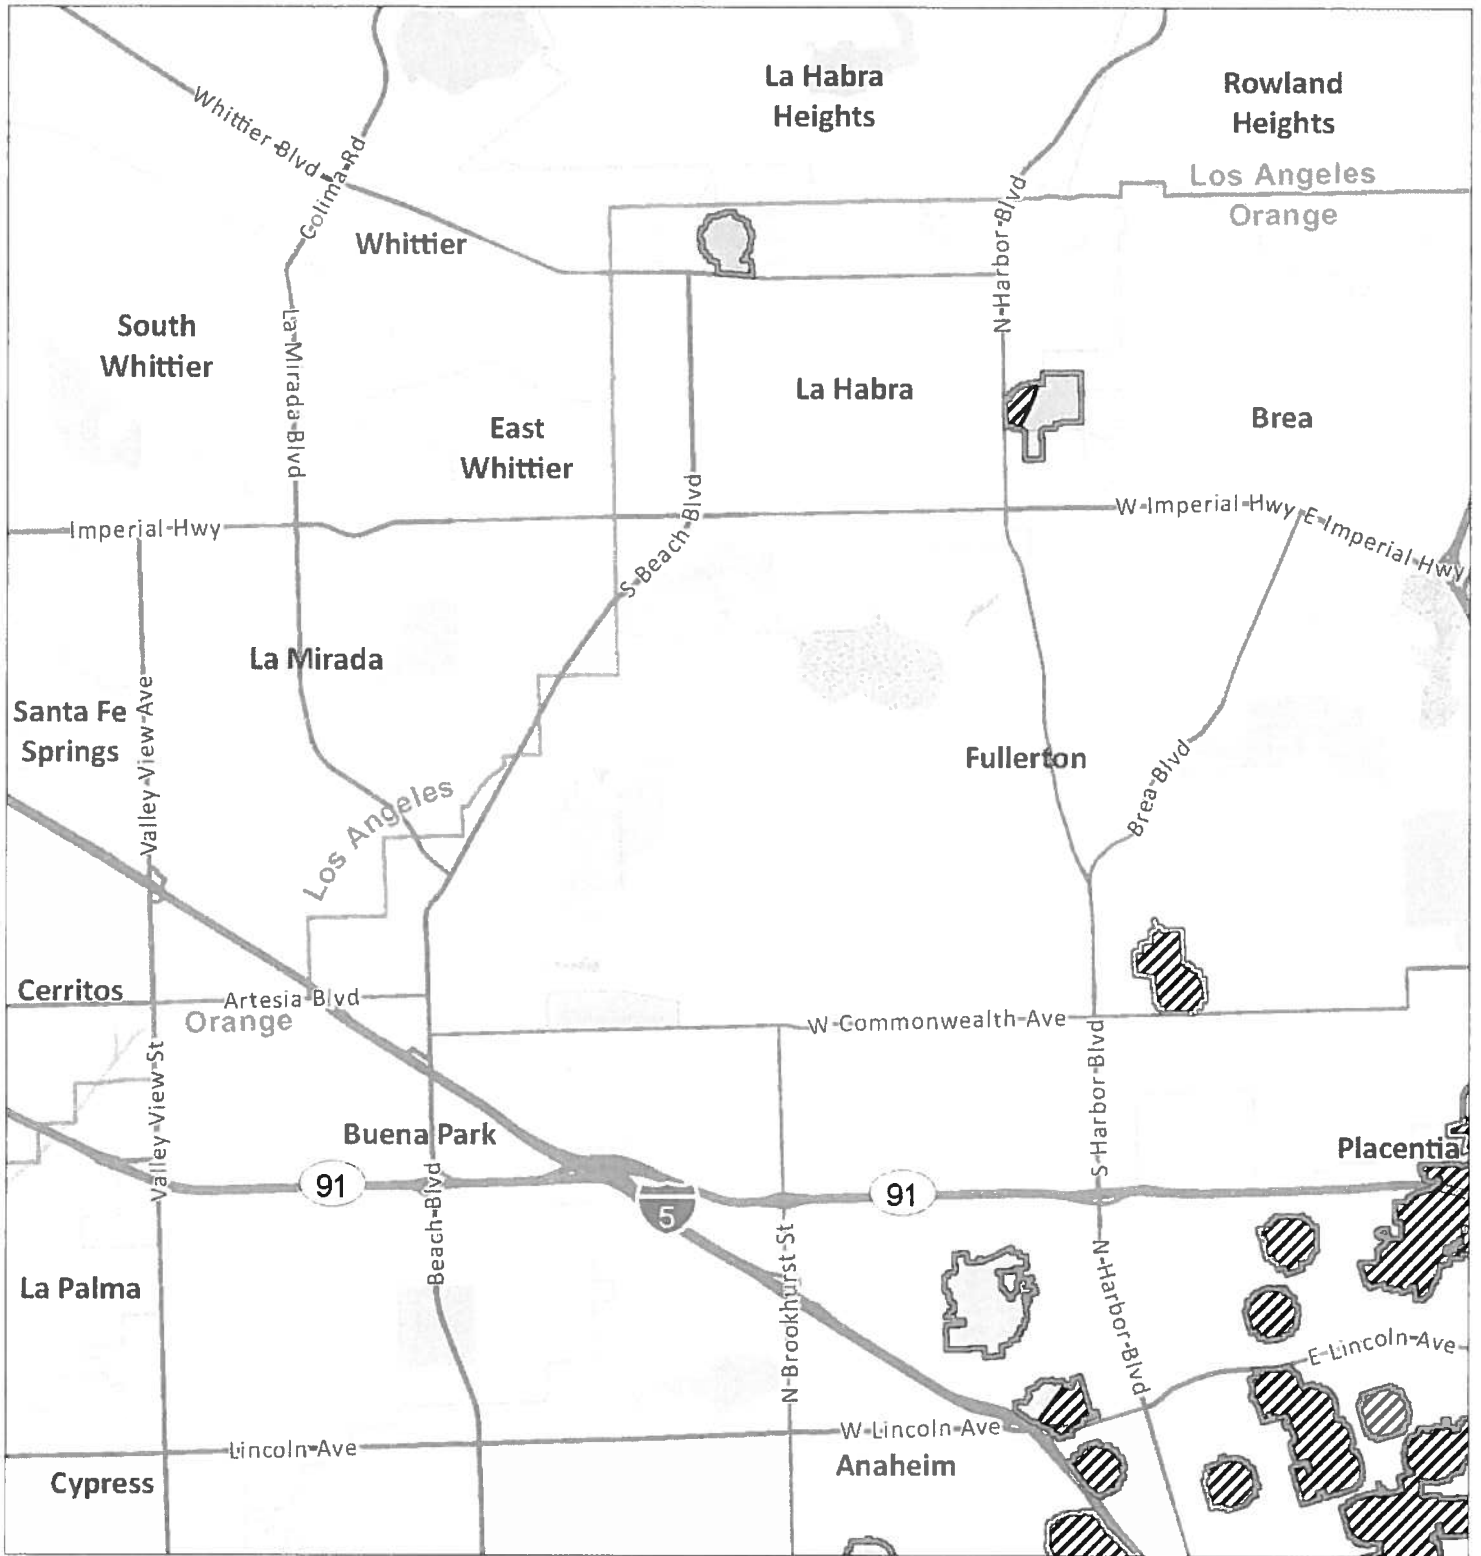 La Habra
Heights
Rowland
Heights
Whittier-Blvd
Colima-Rd
Los Angeles
Orange
N-Harbor-Blvd
Whittier
South
Whittier
La-Mirada-Blvd
La Habra
East
Whittier
Brea
Imperial-Hwy
S-Beach-Blvd
W-Imperial-Hwy
E-Imperial-Hwy
La Mirada
Santa Fe
Springs
Valley-View-Ave
Fullerton
Brea-Blvd
Los Angeles
Cerritos
Artesia Blvd
Orange
W-Commonwealth-Ave
Valley-View-St
S-Harbor-Blvd
Buena Park
Placentia
91
91
5
Beach-Blvd
N-Brookhurst-St
N-Harbor-Blvd
La Palma
E-Lincoln-Ave
Lincoln-Ave
W-Lincoln-Ave
Anaheim
Cypress